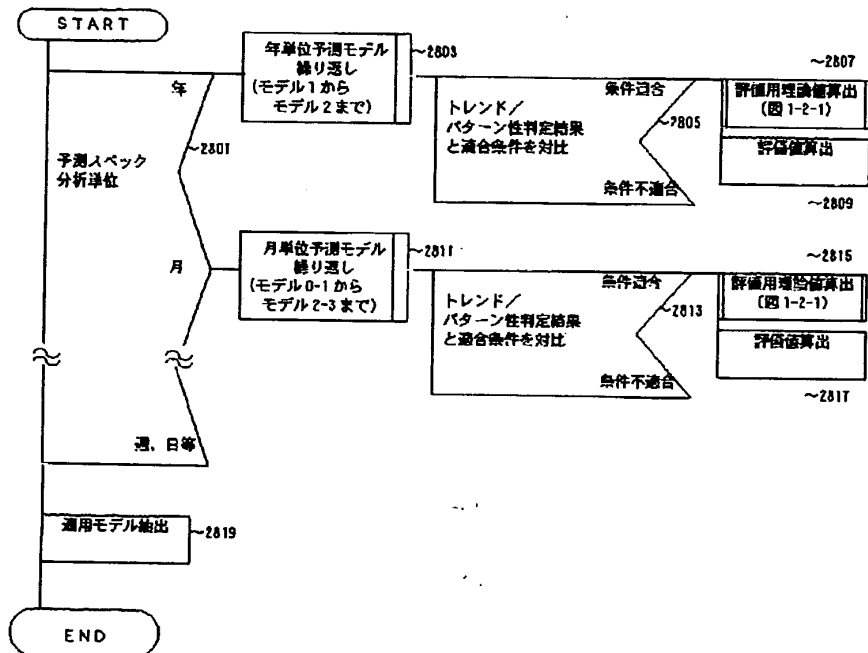 START
予測スペック
分析単位
年
~2801
年単位予測モデル
繰り返し
(モデル1から
モデル2まで)
~2803
トレンド/
パターン性判定結果
と適合条件を対比
条件適合
~2805
条件不適合
~2807
評価用理論値算出
(図1-2-1)
評価値算出
~2809
月
月単位予測モデル
繰り返し
(モデル0-1から
モデル2-3まで)
~2811
トレンド/
パターン性判定結果
と適合条件を対比
条件適合
~2813
条件不適合
~2815
評価用理論値算出
(図1-2-1)
評価値算出
~2817
週、日等
適用モデル抽出
~2819
END